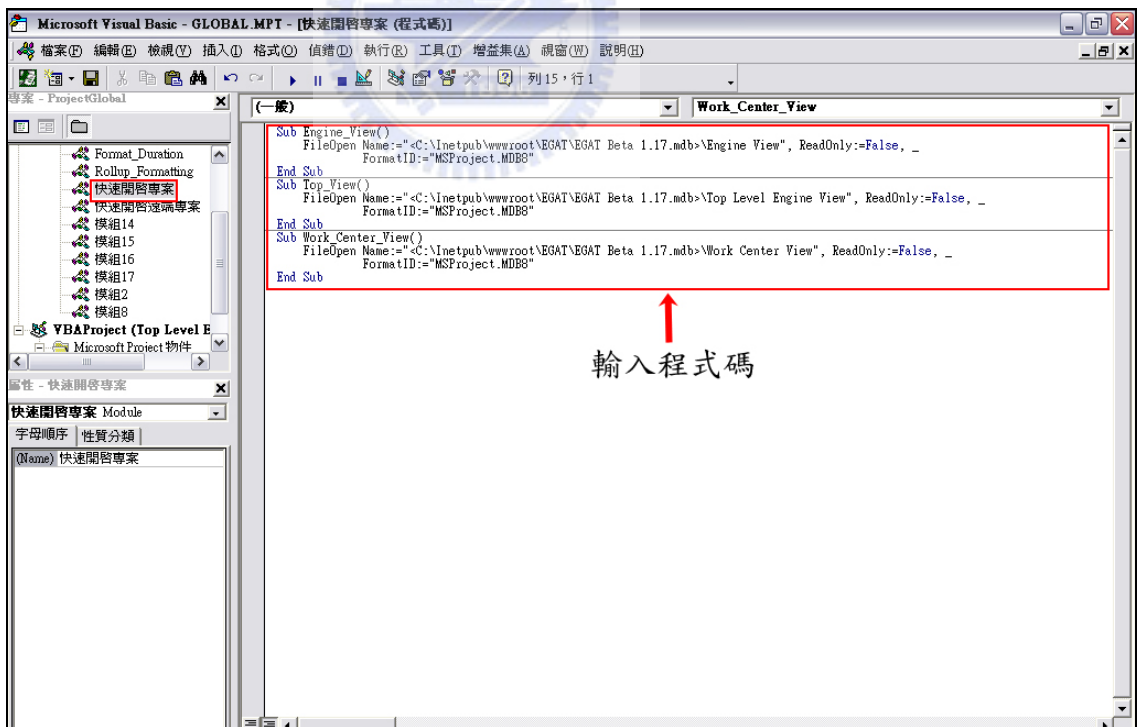 Microsoft Visual Basic - GLOBAL.MPT - [快速開啓專案 (程式碼)]
檔案(F) 編輯(E) 檢視(V) 插入(I) 格式(O) 偵錯(D) 執行(R) 工具(T) 增益集(A) 視窗(W) 說明(H)
列 15，行 1
專案 - ProjectGlobal
Format_Duration
Rollup_Formatting
快速開啓專案
快速開啓遠端專案
模組14
模組15
模組16
模組17
模組2
模組8
VBAProject (Top Level E
Microsoft Project 物件
屬性 - 快速開啓專案
快速開啓專案 Module
字母順序 性質分類
(Name) 快速開啓專案
(一般) Work_Center_View
Sub Engine_View()
FileOpen Name:="<C:\Inetpub\wwwroot\EGAT\EGAT Beta 1.17.mdb>\Engine View", ReadOnly:=False, _
FormatID:="MSProject.MDB8"
End Sub
Sub Top_View()
FileOpen Name:="<C:\Inetpub\wwwroot\EGAT\EGAT Beta 1.17.mdb>\Top Level Engine View", ReadOnly:=False, _
FormatID:="MSProject.MDB8"
End Sub
Sub Work_Center_View()
FileOpen Name:="<C:\Inetpub\wwwroot\EGAT\EGAT Beta 1.17.mdb>\Work Center View", ReadOnly:=False, _
FormatID:="MSProject.MDB8"
End Sub
輸入程式碼